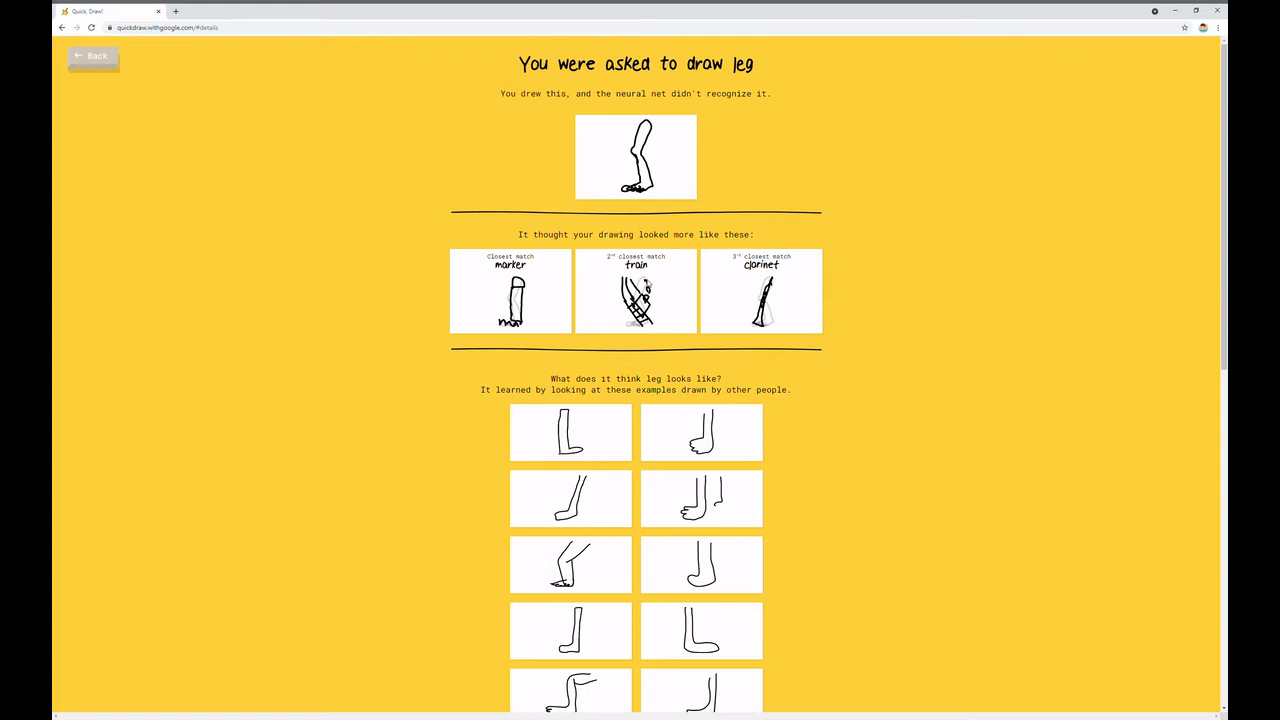 Quick, Draw!
quickdraw.withgoogle.com/#details
Back
You were asked to draw leg
You drew this, and the neural net didn't recognize it.
It thought your drawing looked more like these:
Closest match
marker
2nd closest match
train
3rd closest match
clarinet
What does it think leg looks like?
It learned by looking at these examples drawn by other people.